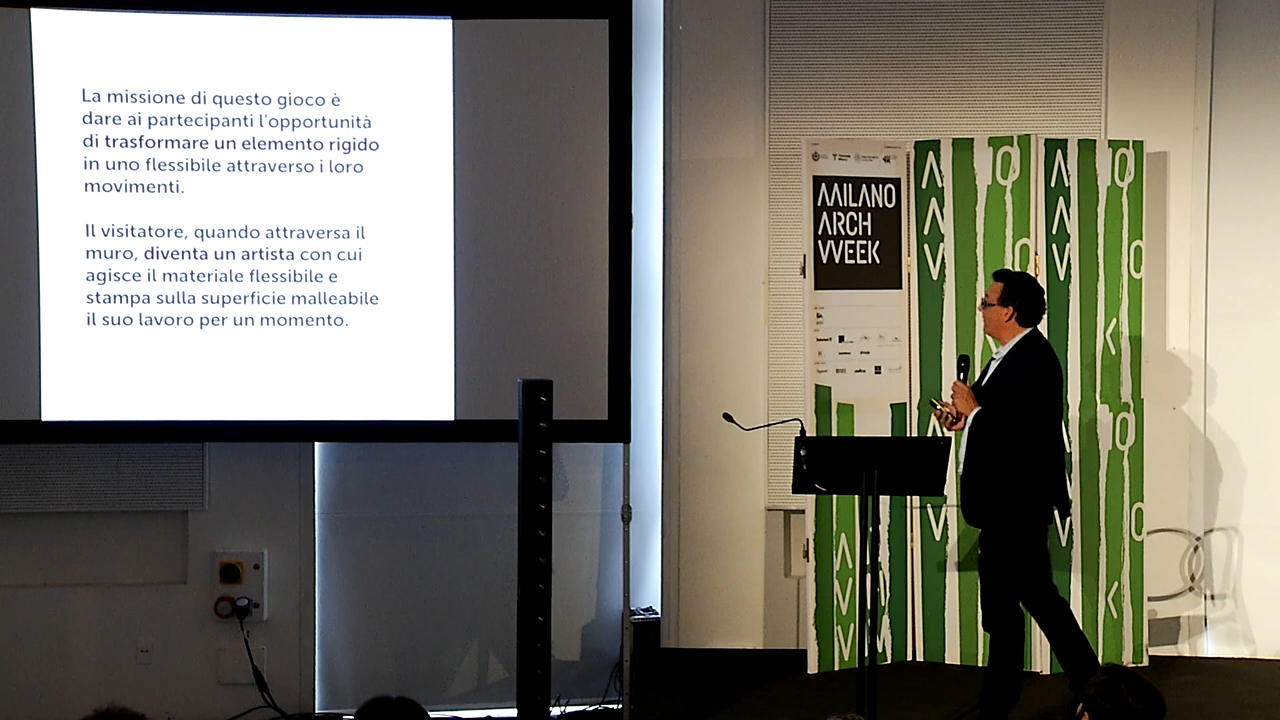 La missione di questo gioco è
dare ai partecipanti l'opportunità
di trasformare un elemento rigido
in uno flessibile attraverso i loro
movimenti.
Il visitatore, quando attraversa il
muro, diventa un artista con cui
agisce il materiale flessibile e
stampa sulla superficie malleabile
il suo lavoro per un momento.
MILANO
ARCH
WEEK